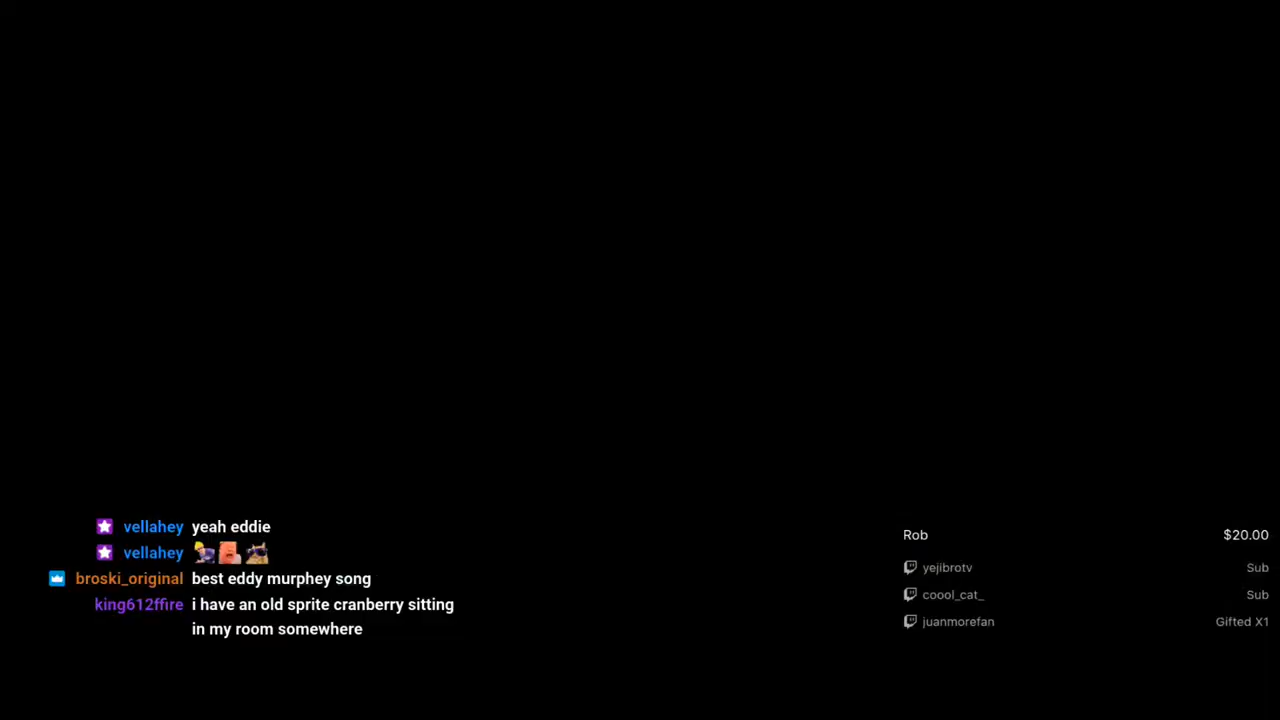 vellahey yeah eddie
vellahey
broski_original best eddy murphey song
king612ffire i have an old sprite cranberry sitting
in my room somewhere
Rob $20.00
yejibrotv Sub
coool_cat_ Sub
juanmorefan Gifted X1